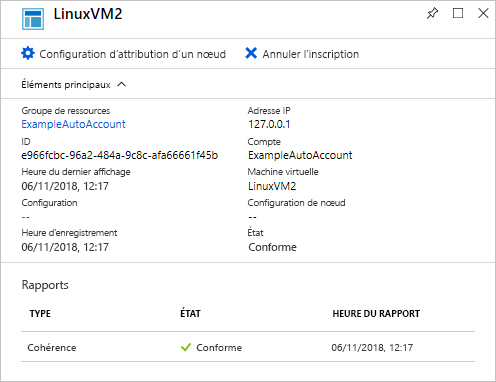 LinuxVM2
Configuration d'attribution d'un nœud Annuler l'inscription
Éléments principaux
Groupe de ressources Adresse IP
ExampleAutoAccount 127.0.0.1
ID Compte
e966fcbc-96a2-484a-9c8c-afa66661f45b ExampleAutoAccount
Heure du dernier affichage Machine virtuelle
06/11/2018, 12:17 LinuxVM2
Configuration Configuration de nœud
-- --
Heure d'enregistrement État
06/11/2018, 12:17 Conforme
Rapports
TYPE ÉTAT HEURE DU RAPPORT
Cohérence Conforme 06/11/2018, 12:17